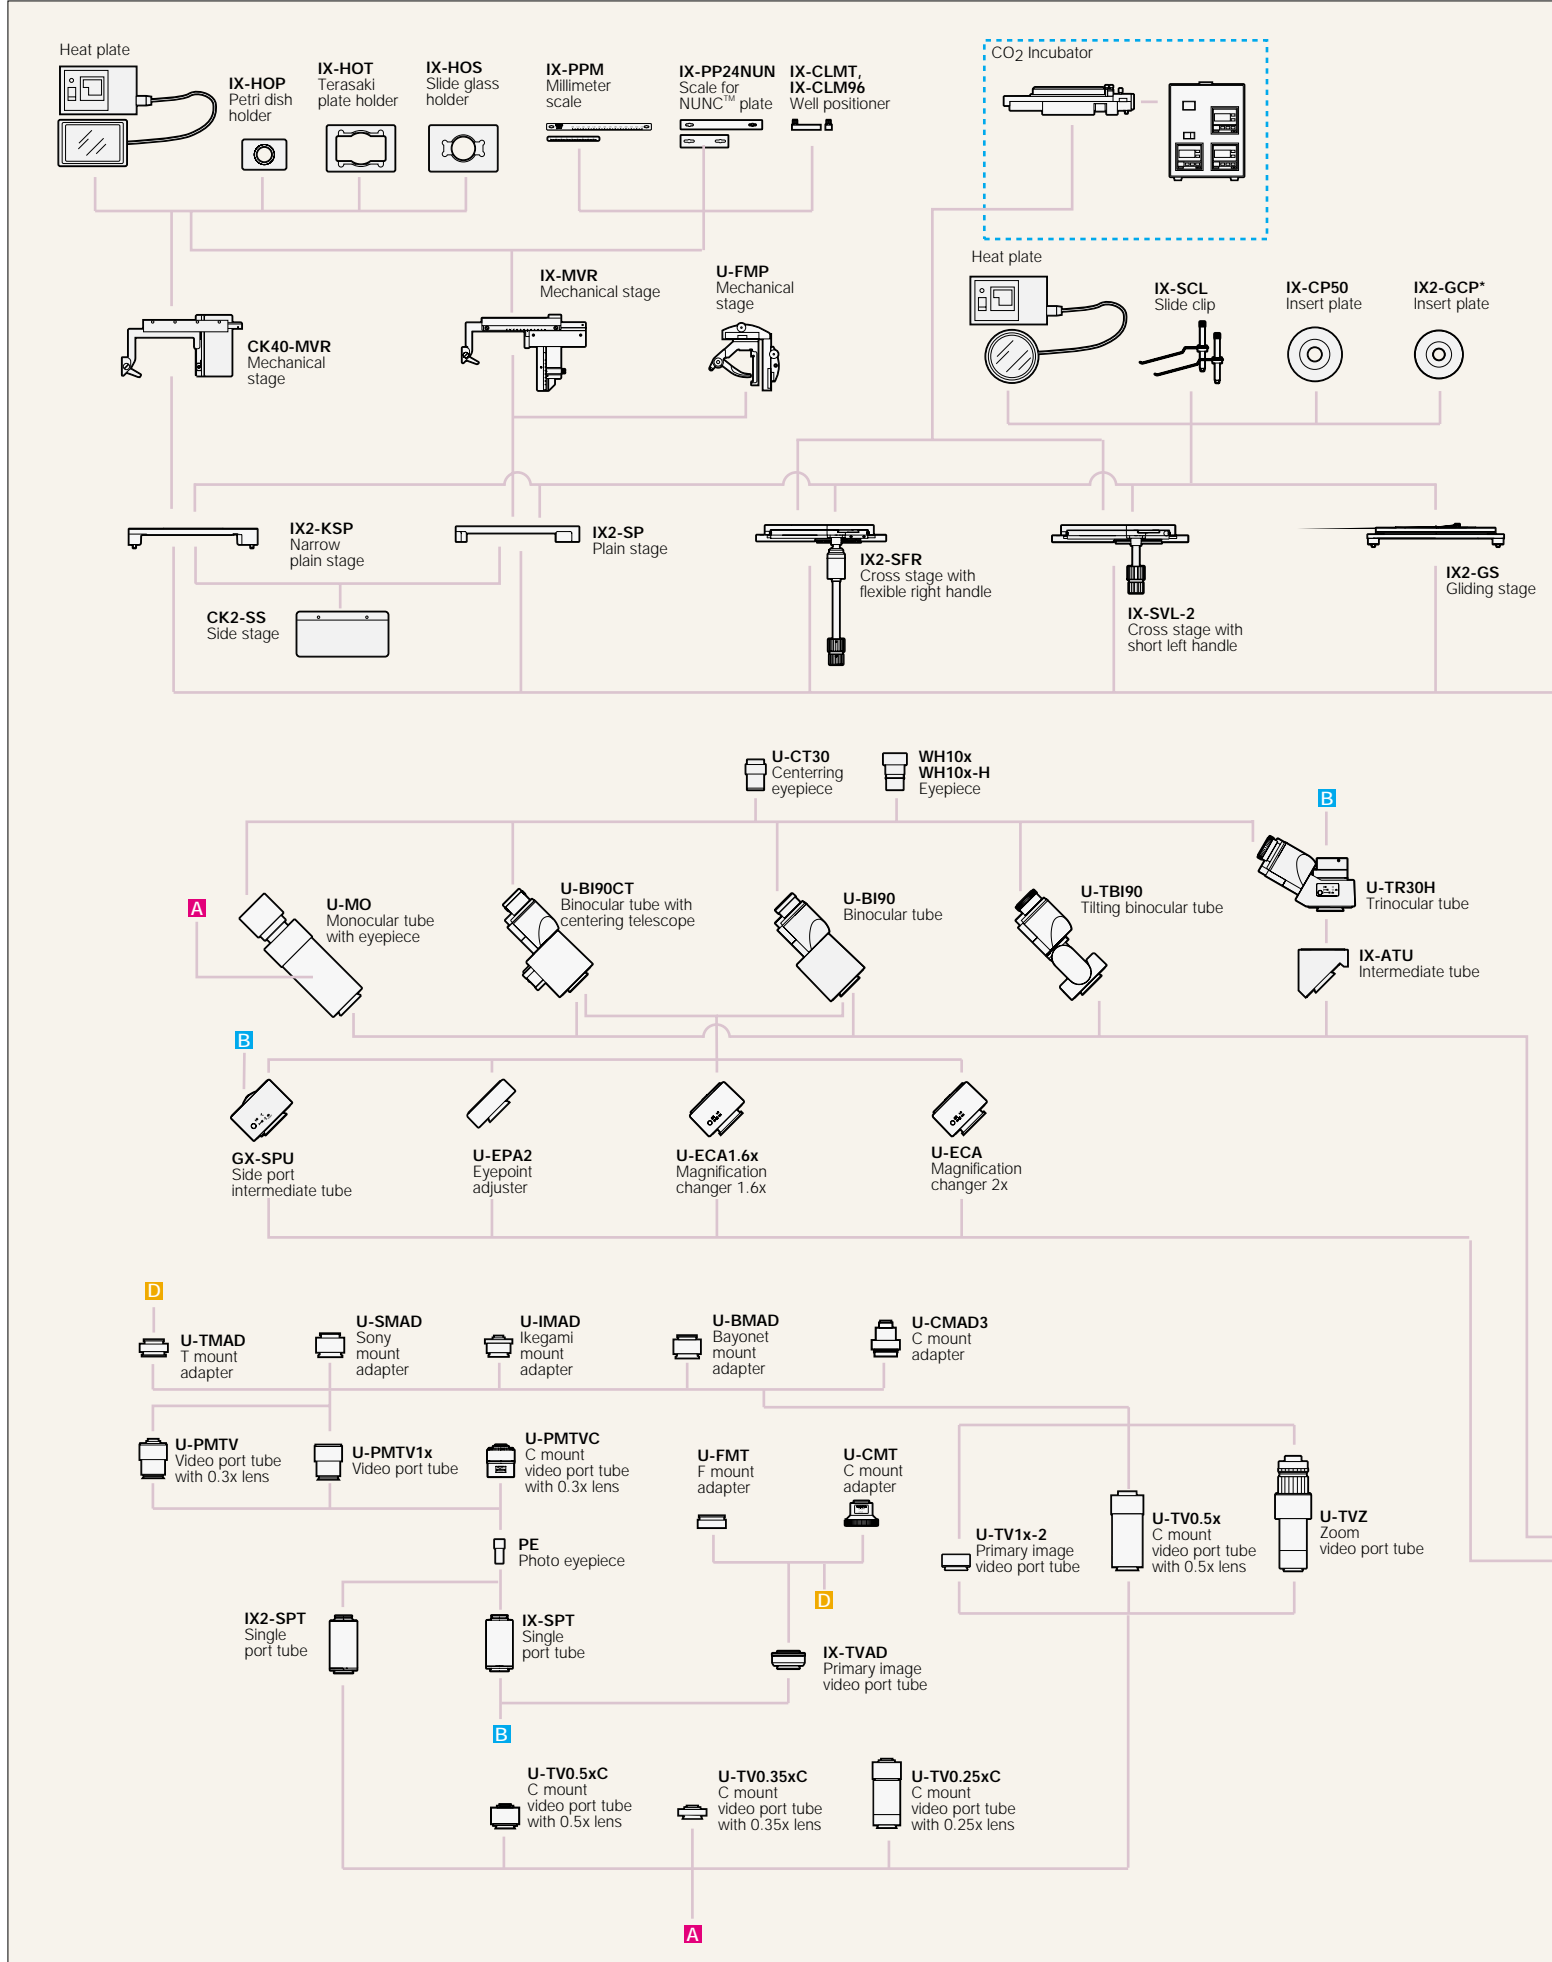 Heat plate
IX-HOP
Petri dish
holder
IX-HOT
Terasaki
plate holder
IX-HOS
Slide glass
holder
IX-PPM
Millimeter
scale
IX-PP24NUN
Scale for
NUNC™ plate
IX-CLMT,
IX-CLM96
Well positioner
CO2 Incubator
CK40-MVR
Mechanical
stage
IX-MVR
Mechanical stage
U-FMP
Mechanical
stage
Heat plate
IX-SCL
Slide clip
IX-CP50
Insert plate
IX2-GCP*
Insert plate
IX2-KSP
Narrow
plain stage
IX2-SP
Plain stage
IX2-SFR
Cross stage with
flexible right handle
IX-SVL-2
Cross stage with
short left handle
IX2-GS
Gliding stage
CK2-SS
Side stage
U-CT30
Centerring
eyepiece
WH10x
WH10x-H
Eyepiece
B
A
U-MO
Monocular tube
with eyepiece
U-BI90CT
Binocular tube with
centering telescope
U-BI90
Binocular tube
U-TBI90
Tilting binocular tube
U-TR30H
Trinocular tube
IX-ATU
Intermediate tube
B
GX-SPU
Side port
intermediate tube
U-EPA2
Eyepoint
adjuster
U-ECA1.6x
Magnification
changer 1.6x
U-ECA
Magnification
changer 2x
D
U-TMAD
T mount
adapter
U-SMAD
Sony
mount
adapter
U-IMAD
Ikegami
mount
adapter
U-BMAD
Bayonet
mount
adapter
U-CMAD3
C mount
adapter
U-PMTV
Video port tube
with 0.3x lens
U-PMTV1x
Video port tube
U-PMTVC
C mount
video port tube
with 0.3x lens
U-FMT
F mount
adapter
U-CMT
C mount
adapter
U-TV1x-2
Primary image
video port tube
U-TV0.5x
C mount
video port tube
with 0.5x lens
U-TVZ
Zoom
video port tube
PE
Photo eyepiece
D
IX2-SPT
Single
port tube
IX-SPT
Single
port tube
IX-TVAD
Primary image
video port tube
B
U-TV0.5xC
C mount
video port tube
with 0.5x lens
U-TV0.35xC
C mount
video port tube
with 0.35x lens
U-TV0.25xC
C mount
video port tube
with 0.25x lens
A